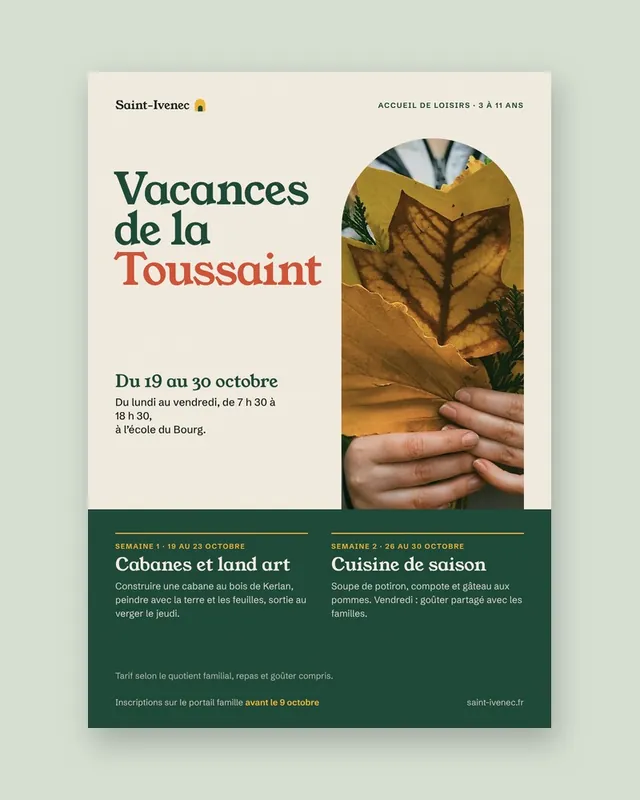 Saint-Ivenec
ACCUEIL DE LOISIRS · 3 À 11 ANS
Vacances
de la
Toussaint
Du 19 au 30 octobre
Du lundi au vendredi, de 7 h 30 à
18 h 30,
à l'école du Bourg.
SEMAINE 1 · 19 AU 23 OCTOBRE
Cabanes et land art
Construire une cabane au bois de Kerlan,
peindre avec la terre et les feuilles, sortie au
verger le jeudi.
SEMAINE 2 · 26 AU 30 OCTOBRE
Cuisine de saison
Soupe de potiron, compote et gâteau aux
pommes. Vendredi : goûter partagé avec les
familles.
Tarif selon le quotient familial, repas et goûter compris.
Inscriptions sur le portail famille avant le 9 octobre
saint-ivenec.fr